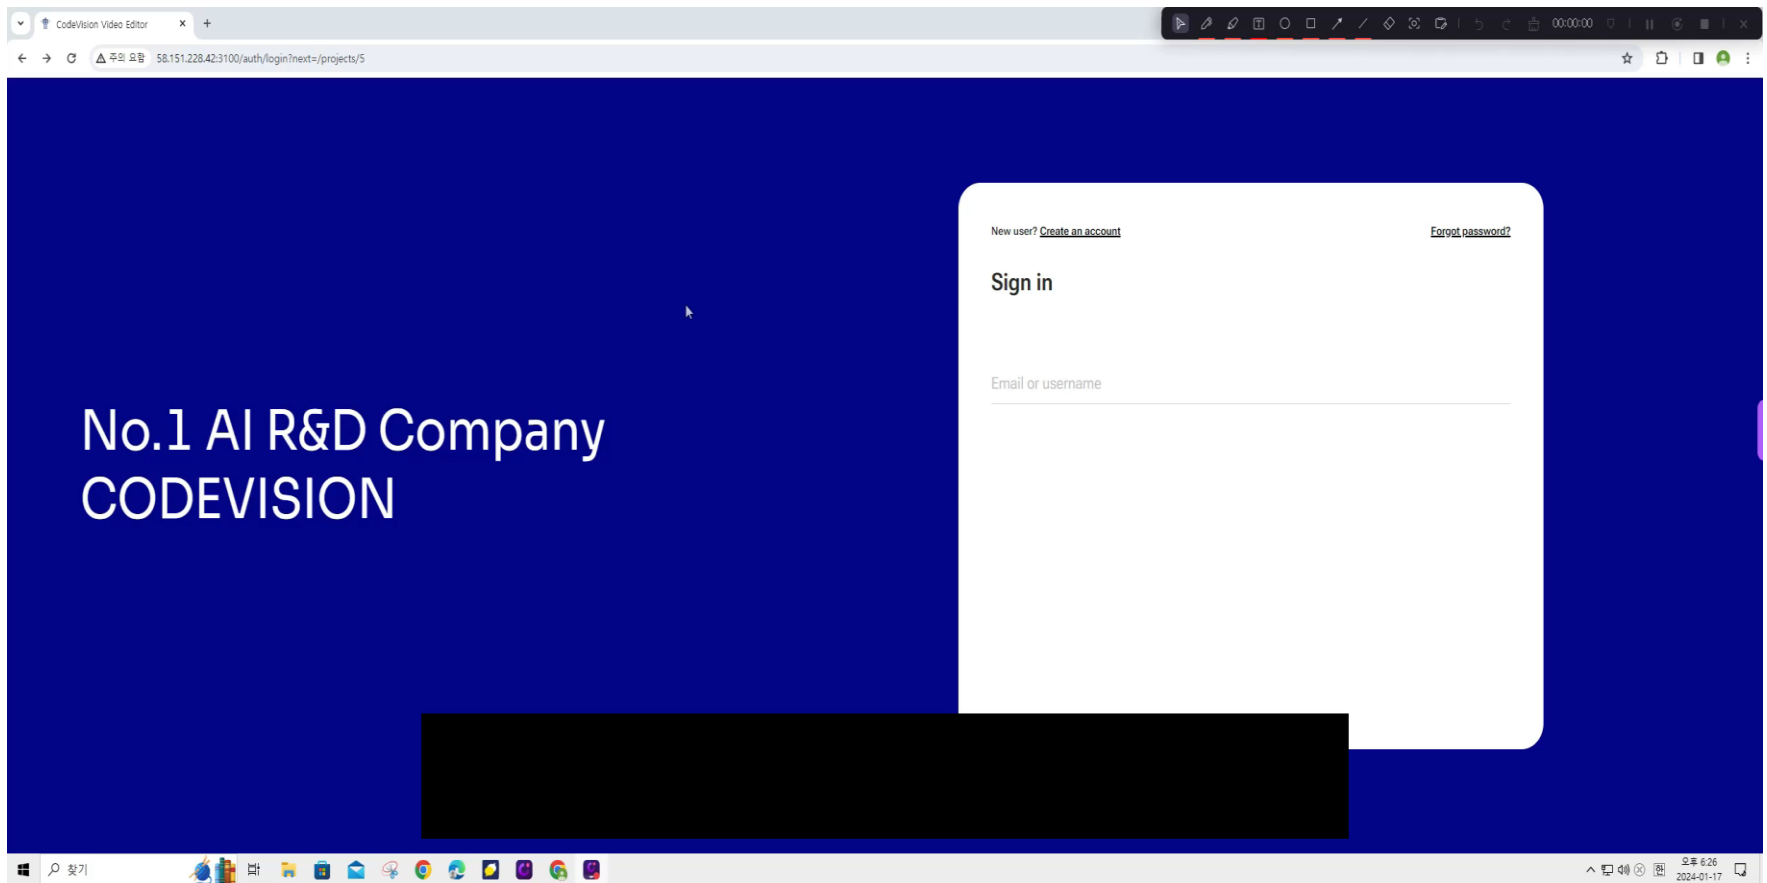 CodeVision Video Editor
00:00:00
주의 요함
58.151.228.42:3100/auth/login?next=/projects/5
New user? Create an account
Forgot password?
Sign in
Email or username
No.1 AI R&D Company
CODEVISION
찾기
한
오후 6:26
2024-01-17